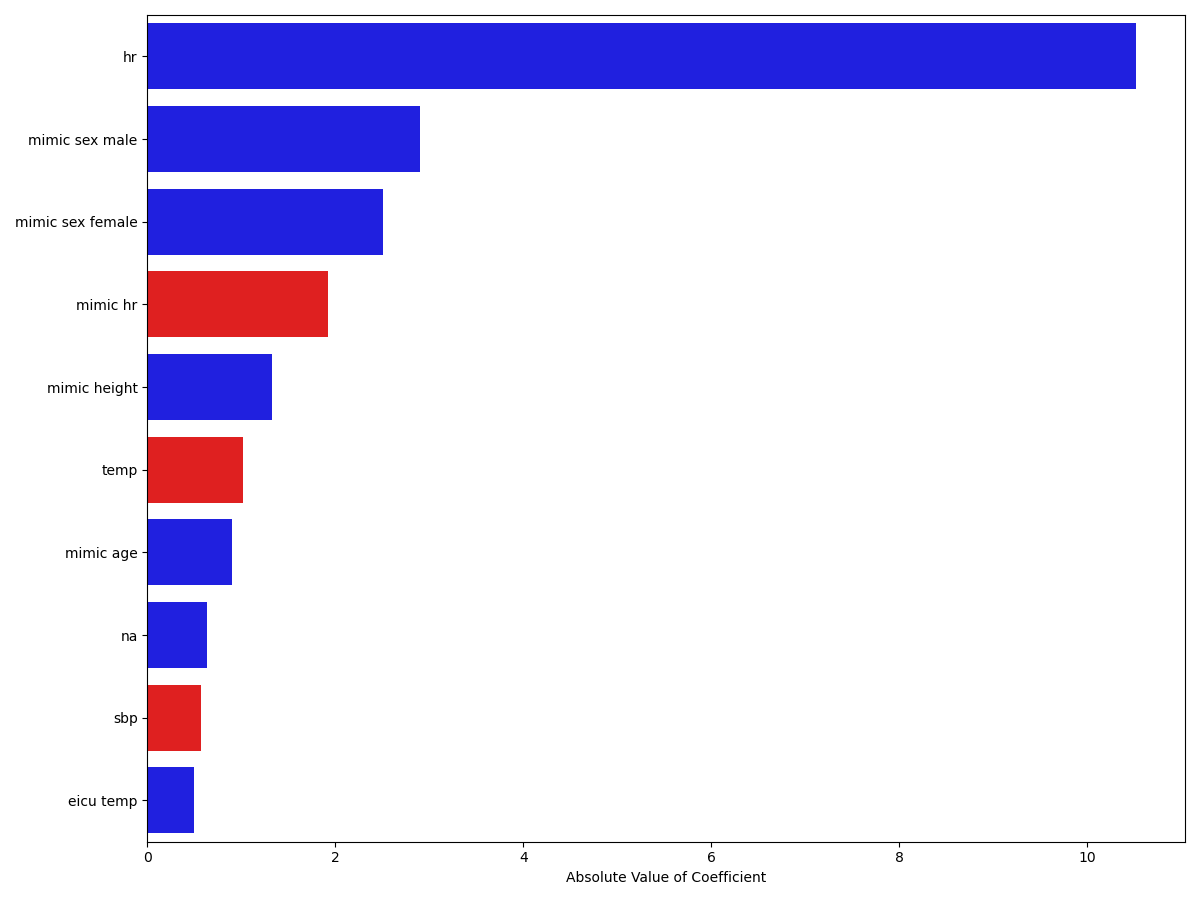 hr
mimic sex male
mimic sex female
mimic hr
mimic height
temp
mimic age
na
sbp
eicu temp
0 2 4 6 8 10
Absolute Value of Coefficient